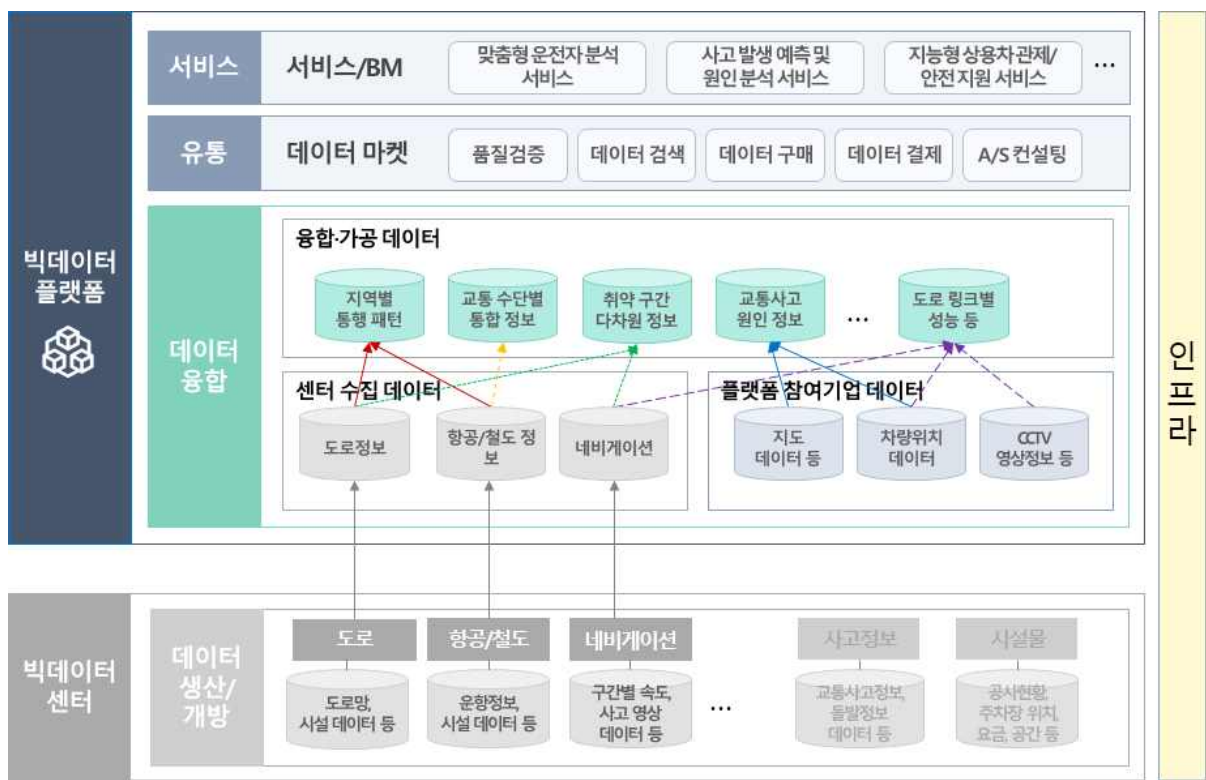 서비스
서비스/BM
맞춤형 운전자 분석
서비스
사고 발생 예측 및
원인 분석 서비스
지능형 상용차 관제/
안전 지원 서비스
...
유통
데이터 마켓
품질검증
데이터 검색
데이터 구매
데이터 결제
A/S 컨설팅
빅데이터
플랫폼
데이터
융합
융합·가공 데이터
지역별
통행 패턴
교통 수단별
통합 정보
취약 구간
다차원 정보
교통사고
원인 정보
...
도로 링크별
성능 등
센터 수집 데이터
도로정보
항공/철도 정
보
네비게이션
플랫폼 참여기업 데이터
지도
데이터 등
차량위치
데이터
CCTV
영상정보 등
인프라
빅데이터
센터
데이터
생산/
개방
도로
도로망,
시설 데이터 등
항공/철도
운항정보,
시설 데이터 등
네비게이션
구간별 속도,
사고 영상
데이터 등
...
사고정보
교통사고정보,
돌발정보
데이터 등
시설물
공사현황,
주차장 위치,
요금, 공간 등